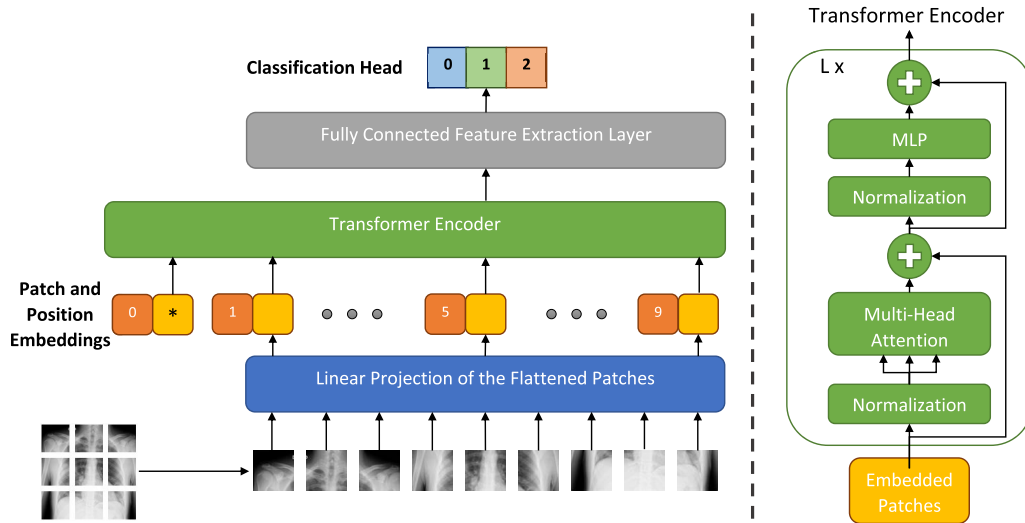 Classification Head
0 1 2
Fully Connected Feature Extraction Layer
Transformer Encoder
Patch and
Position
Embeddings
0 * 1 5 9
Linear Projection of the Flattened Patches
Transformer Encoder
L x
MLP
Normalization
Multi-Head
Attention
Normalization
Embedded
Patches